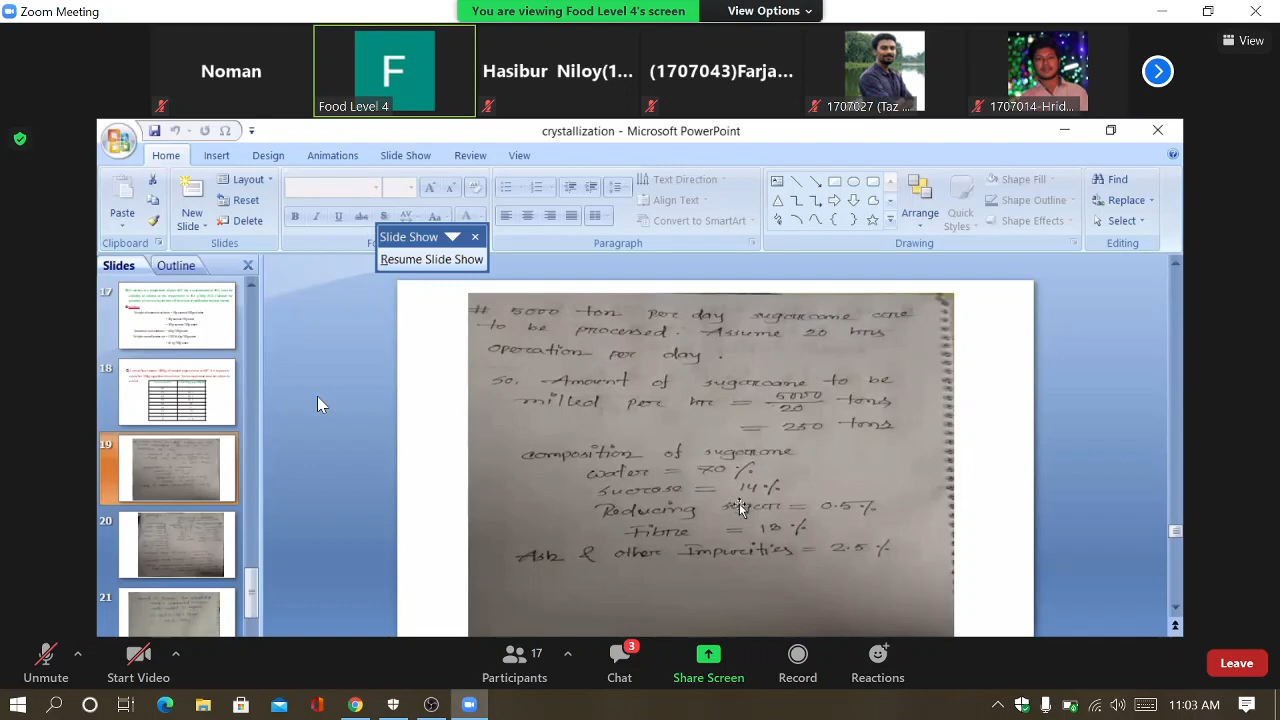 Zoom Meeting
You are viewing Food Level 4's screen
View Options
View
Noman
F
Food Level 4
Hasibur Niloy(1...
(1707043)Farja...
1707027 (Taz ...
1707014-Hrid...
crystallization - Microsoft PowerPoint
Home Insert Design Animations Slide Show Review View
Paste
Clipboard
New Slide
Layout
Reset
Delete
Slides
B I U abc S AV Aa A
Paragraph
Text Direction
Align Text
Convert to SmartArt
Arrange
Quick Styles
Shape Fill
Shape Outline
Shape Effects
Drawing
Find
Replace
Select
Editing
Slide Show
Resume Slide Show
Slides Outline
17
18
19
20
21
# 5000 tons per day sugarcane are
to be processed. Assume 20 hours
operation per day.
So. Amount of sugarcane to be
milled per hr = 5000/20 tons
= 250 tons
composition of sugarcane
water = 70 %
sucrose = 14 %
Reducing = 0.5 %
Fibre = 13 %
Ash & other Impurities = 2.5 %
Unmute
Start Video
17
Participants
3
Chat
Share Screen
Record
Reactions
Leave
11:03 AM